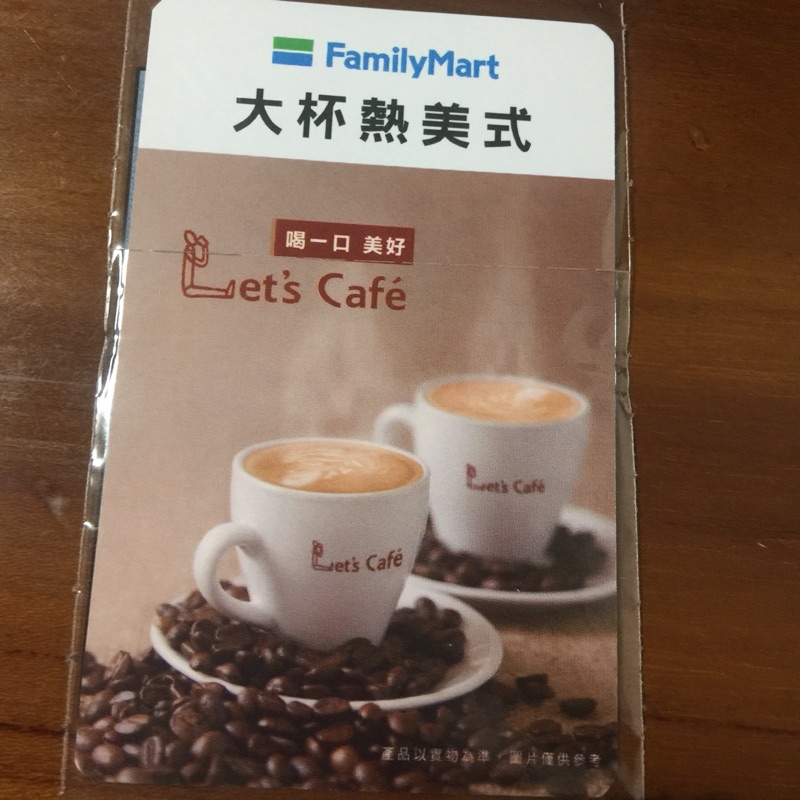 FamilyMart
大杯熱美式
喝一口 美好
Let's Café
Let's Café
Let's Café
產品以實物為準，圖片僅供參考